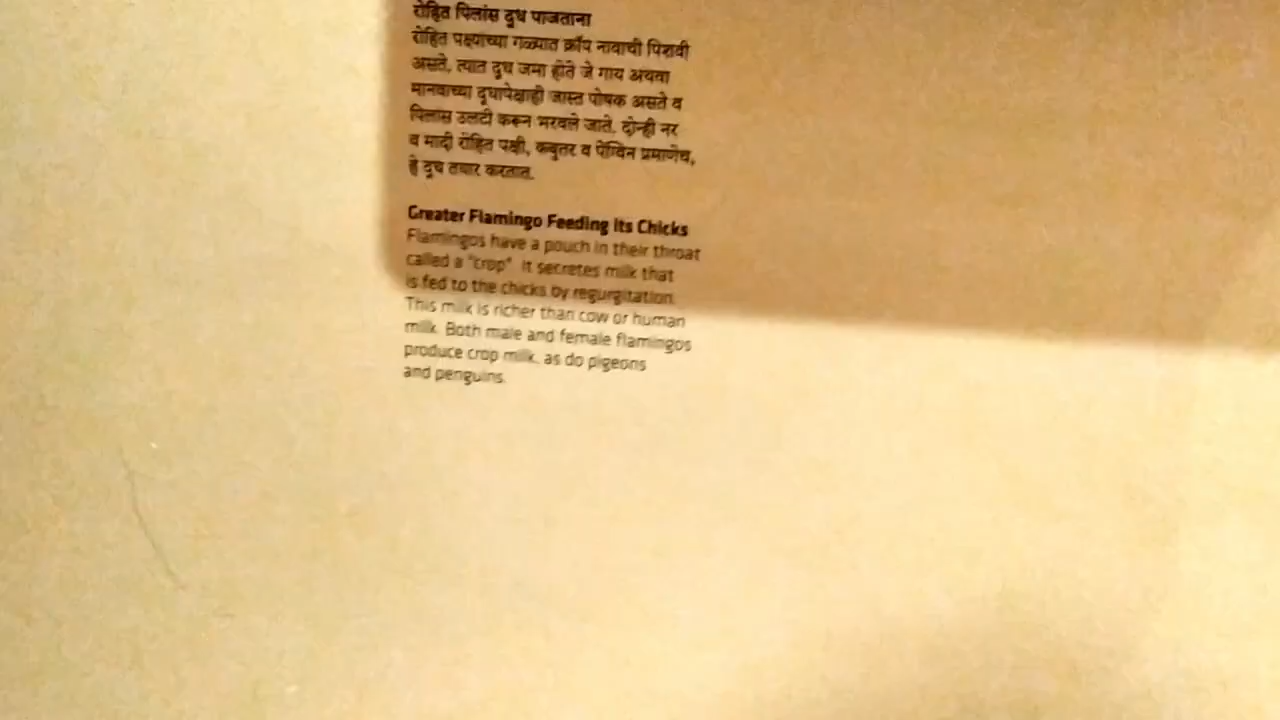 रोहित पिलांस दुध पाजताना
रोहित पक्ष्याच्या गळ्यात क्रॉप नावाची पिशवी
असते, त्यात दुध जमा होते जे गाय अथवा
मानवाच्या दूधापेक्षाही जास्त पोषक असते व
पिलांस उलटी करून भरवले जाते. दोन्ही नर
व मादी रोहित पक्षी, कबुतर व पेंग्विन प्रमाणेच,
हे दूध तयार करतात.
Greater Flamingo Feeding Its Chicks
Flamingos have a pouch in their throat
called a "crop". It secretes milk that
is fed to the chicks by regurgitation.
This milk is richer than cow or human
milk. Both male and female flamingos
produce crop milk, as do pigeons
and penguins.